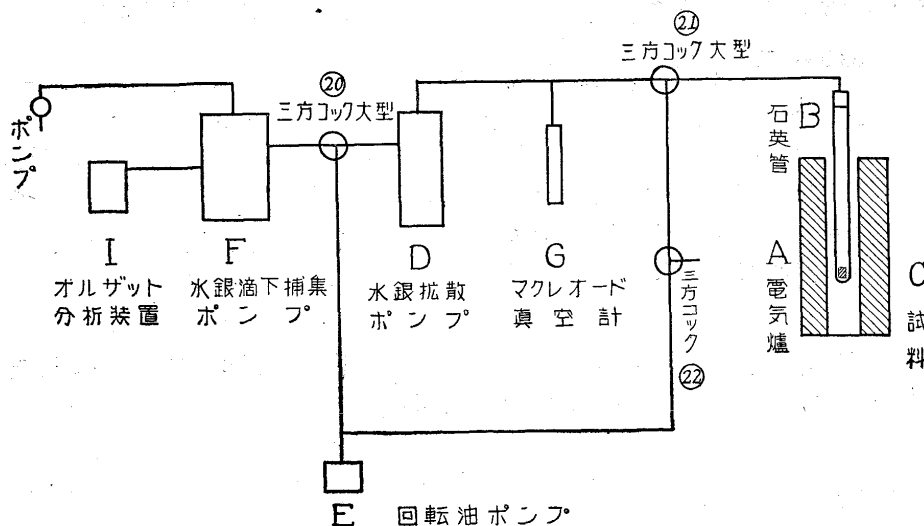 ㉑
三方コック大型
⑳
三方コック大型
ポンプ
B
石英管
I
オルザット
分析装置
F
水銀滴下捕集
ポンプ
D
水銀拡散
ポンプ
G
マクレオード
真空計
三方コック
㉒
A
電気爐
C
試料
E
回転油ポンプ